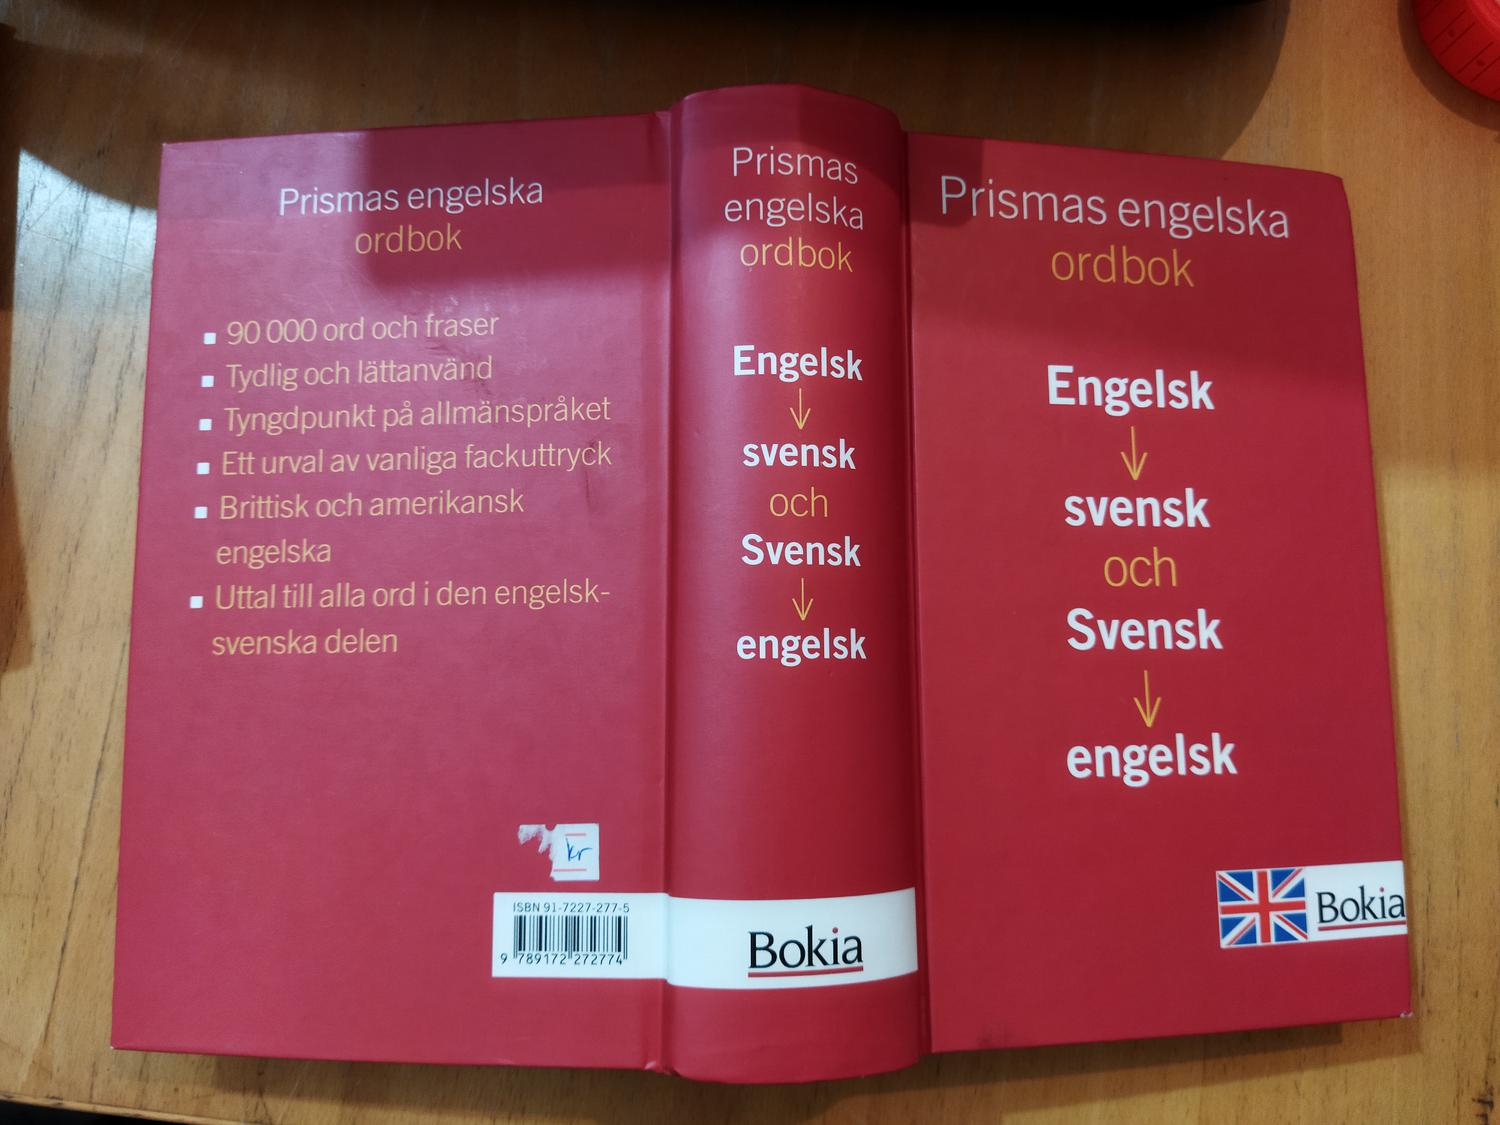 Prismas engelska
ordbok
90 000 ord och fraser
Tydlig och lättanvänd
Tyngdpunkt på allmänspråket
Ett urval av vanliga fackuttryck
Brittisk och amerikansk
engelska
Uttal till alla ord i den engelsk-
svenska delen
kr
ISBN 91-7227-277-5
9 789172 272774
Prismas
engelska
ordbok
Engelsk
svensk
och
Svensk
engelsk
Bokia
Prismas engelska
ordbok
Engelsk
svensk
och
Svensk
engelsk
Bokia